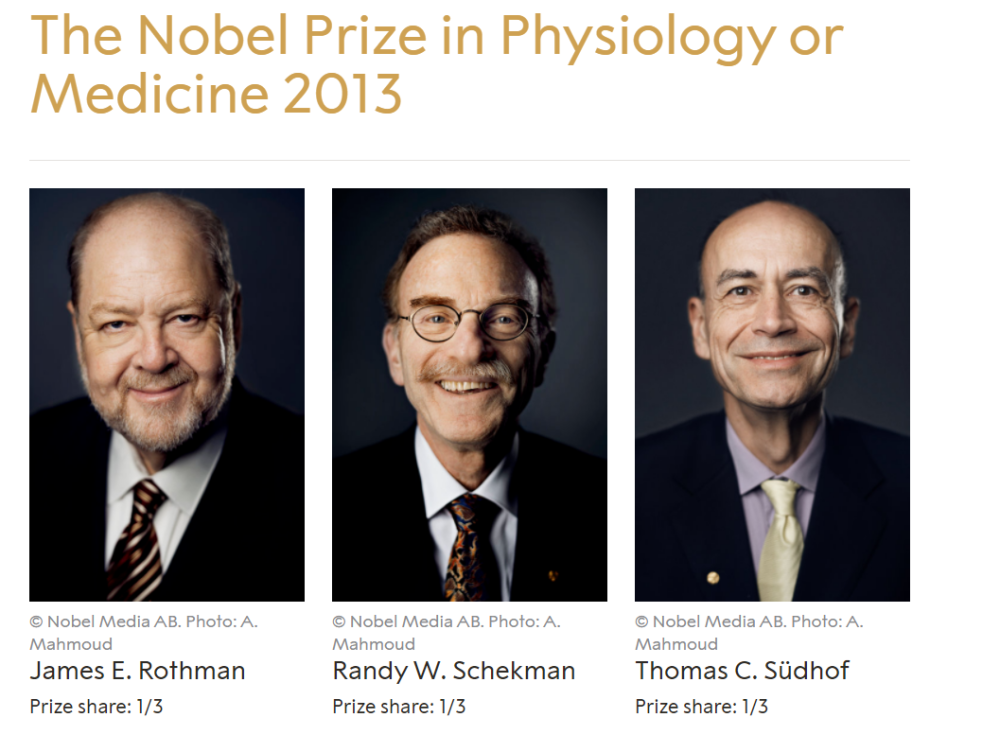 The Nobel Prize in Physiology or
Medicine 2013
© Nobel Media AB. Photo: A.
Mahmoud
James E. Rothman
Prize share: 1/3
© Nobel Media AB. Photo: A.
Mahmoud
Randy W. Schekman
Prize share: 1/3
© Nobel Media AB. Photo: A.
Mahmoud
Thomas C. Südhof
Prize share: 1/3